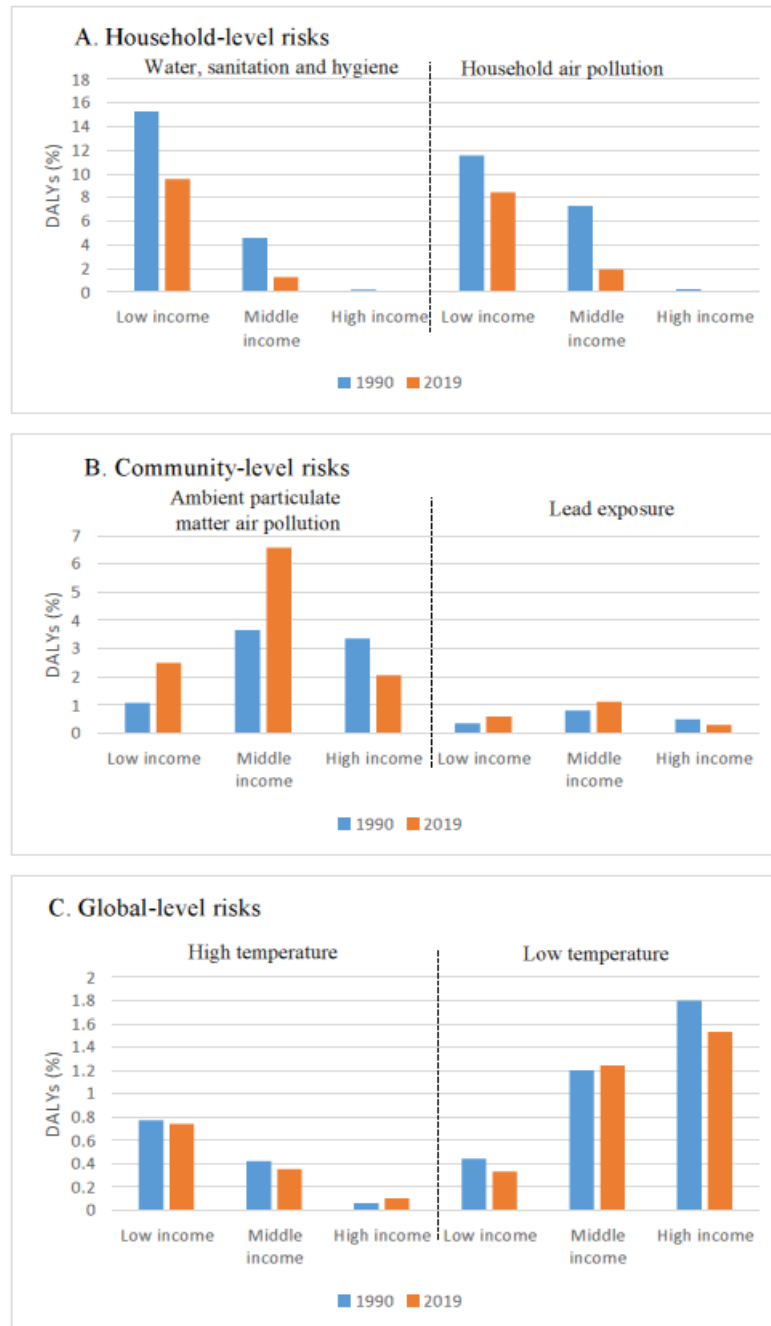 A. Household-level risks
Water, sanitation and hygiene
Household air pollution
DALYs (%)
18
16
14
12
10
8
6
4
2
0
Low income
Middle
income
High income
Low income
Middle
income
High income
1990
2019
B. Community-level risks
Ambient particulate
matter air pollution
Lead exposure
DALYs (%)
7
6
5
4
3
2
1
0
Low income
Middle
income
High income
Low income
Middle
income
High income
1990
2019
C. Global-level risks
High temperature
Low temperature
DALYs (%)
2
1.8
1.6
1.4
1.2
1
0.8
0.6
0.4
0.2
0
Low income
Middle
income
High income
Low income
Middle
income
High income
1990
2019